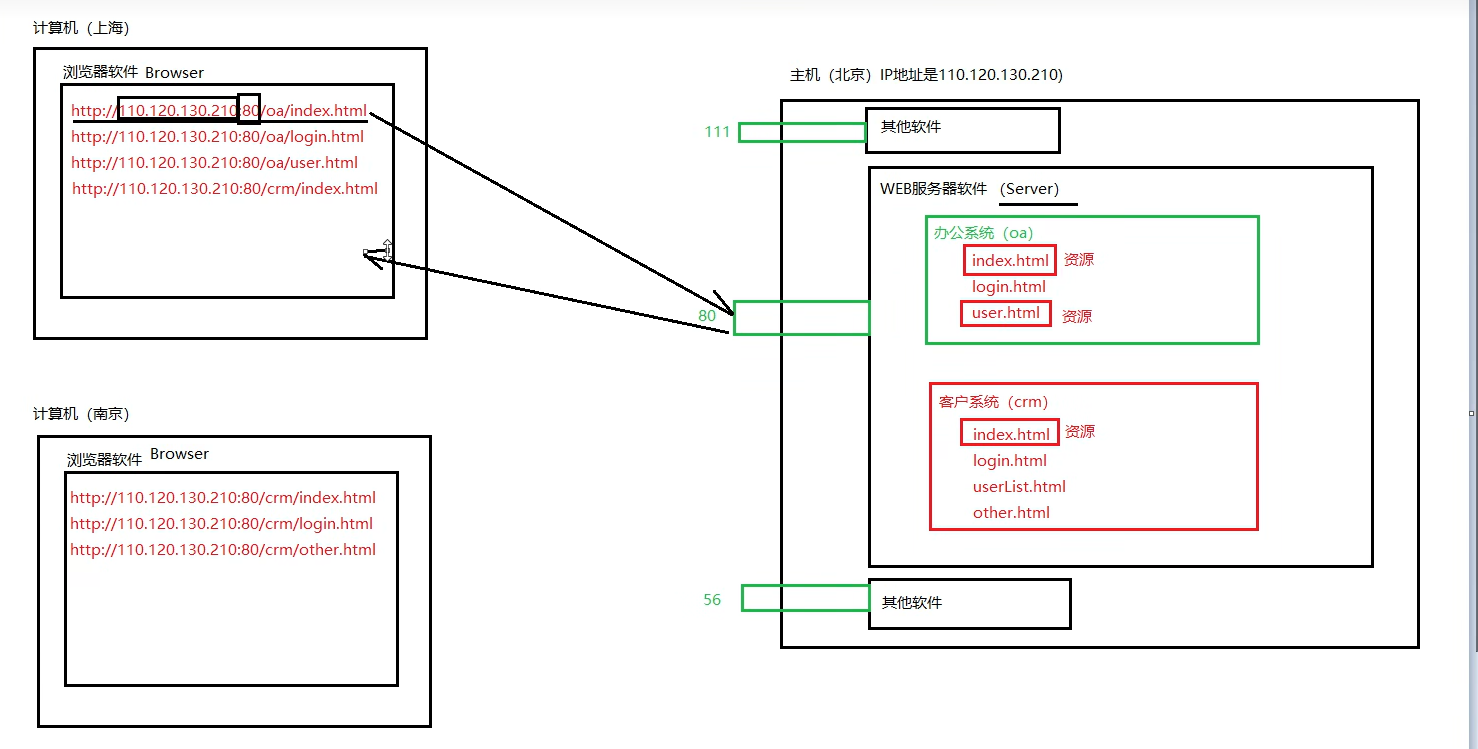 计算机（上海）
浏览器软件 Browser
http://110.120.130.210:80/oa/index.html
http://110.120.130.210:80/oa/login.html
http://110.120.130.210:80/oa/user.html
http://110.120.130.210:80/crm/index.html
计算机（南京）
浏览器软件 Browser
http://110.120.130.210:80/crm/index.html
http://110.120.130.210:80/crm/login.html
http://110.120.130.210:80/crm/other.html
主机（北京）IP地址是110.120.130.210)
111
其他软件
WEB服务器软件 （Server）
办公系统（oa）
index.html 资源
login.html
user.html 资源
80
客户系统（crm）
index.html 资源
login.html
userList.html
other.html
56
其他软件